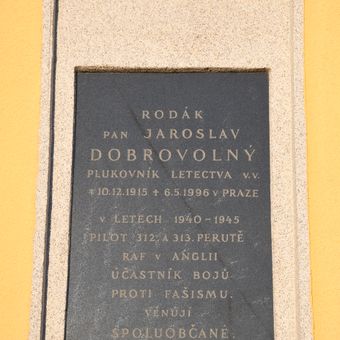 RODÁK
PAN JAROSLAV
DOBROVOLNÝ
PLUKOVNÍK LETECTVA V.V.
* 10.12.1915 ✝ 6.5.1996 V PRAZE
V LETECH 1940-1945
PILOT 312. A 313. PERUTĚ
RAF V ANGLII
ÚČASTNÍK BOJŮ
PROTI FAŠISMU.
VĚNUJÍ
SPOLUOBČANÉ.